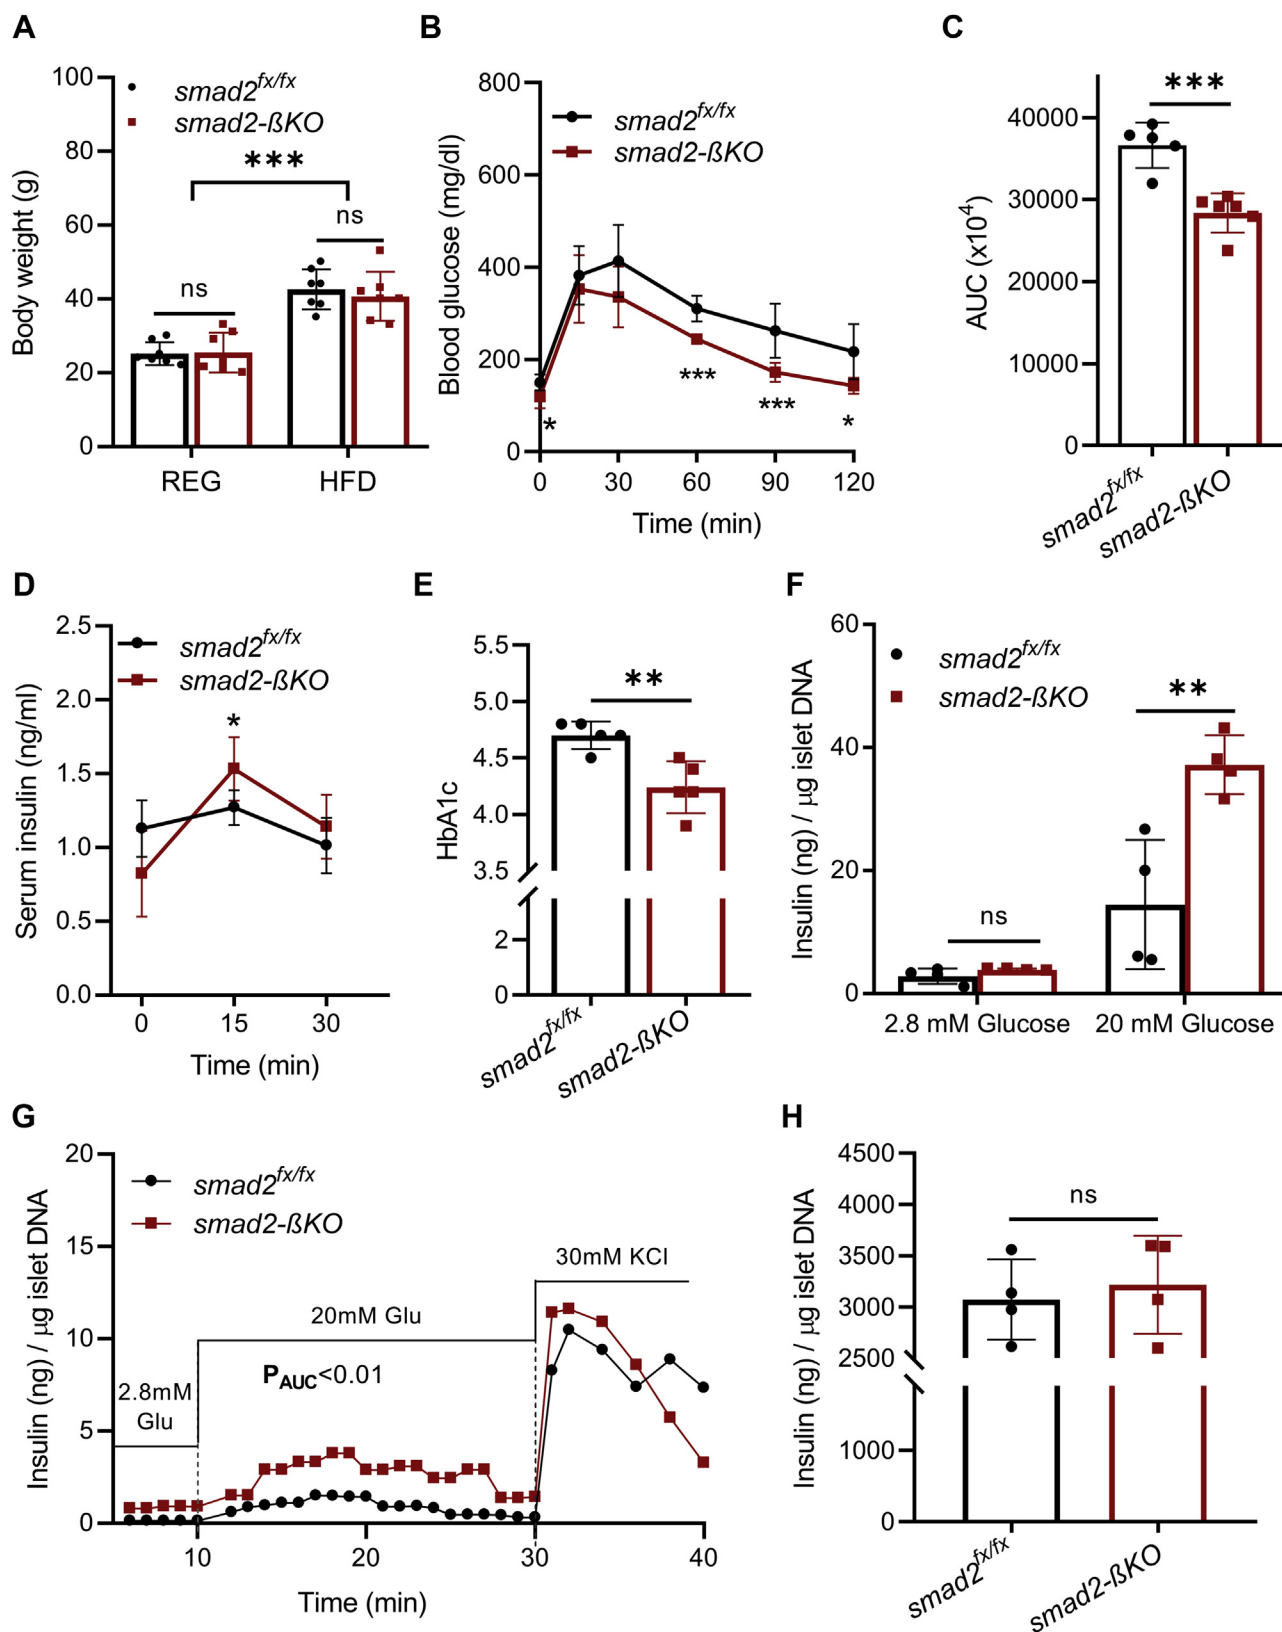 A
100
80
60
40
20
0
Body weight (g)
smad2fx/fx
smad2-ßKO
***
ns
ns
REG
HFD
B
800
600
400
200
0
Blood glucose (mg/dl)
smad2fx/fx
smad2-ßKO
*
***
***
*
0 30 60 90 120
Time (min)
C
40000
30000
20000
10000
0
AUC (x10⁴)
***
smad2fx/fx
smad2-ßKO
D
2.5
2.0
1.5
1.0
0.5
0.0
Serum insulin (ng/ml)
smad2fx/fx
smad2-ßKO
*
0 15 30
Time (min)
E
5.5
5.0
4.5
4.0
3.5
2
0
HbA1c
**
smad2fx/fx
smad2-ßKO
F
60
40
20
0
Insulin (ng) / µg islet DNA
smad2fx/fx
smad2-ßKO
ns
**
2.8 mM Glucose
20 mM Glucose
G
20
15
10
5
0
Insulin (ng) / µg islet DNA
smad2fx/fx
smad2-ßKO
2.8mM
Glu
20mM Glu
30mM KCl
PAUC<0.01
10 20 30 40
Time (min)
H
4500
4000
3500
3000
2500
1000
0
Insulin (ng) / µg islet DNA
ns
smad2fx/fx
smad2-ßKO